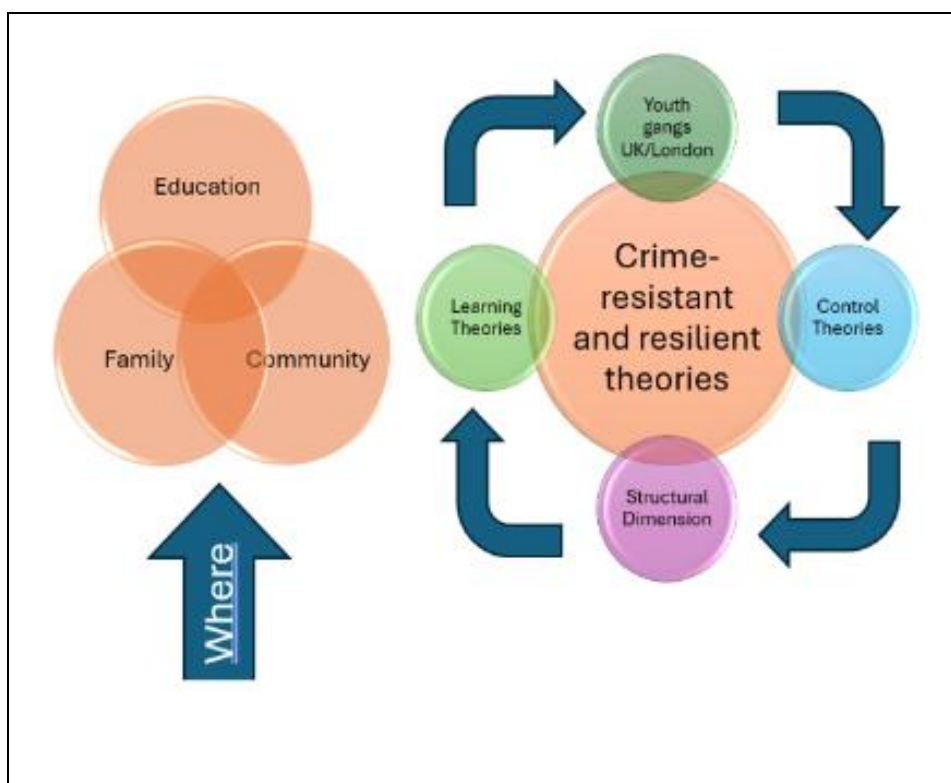 Education
Family
Community
Where
Youth
gangs
UK/London
Crime-
resistant
and resilient
theories
Learning
Theories
Control
Theories
Structural
Dimension